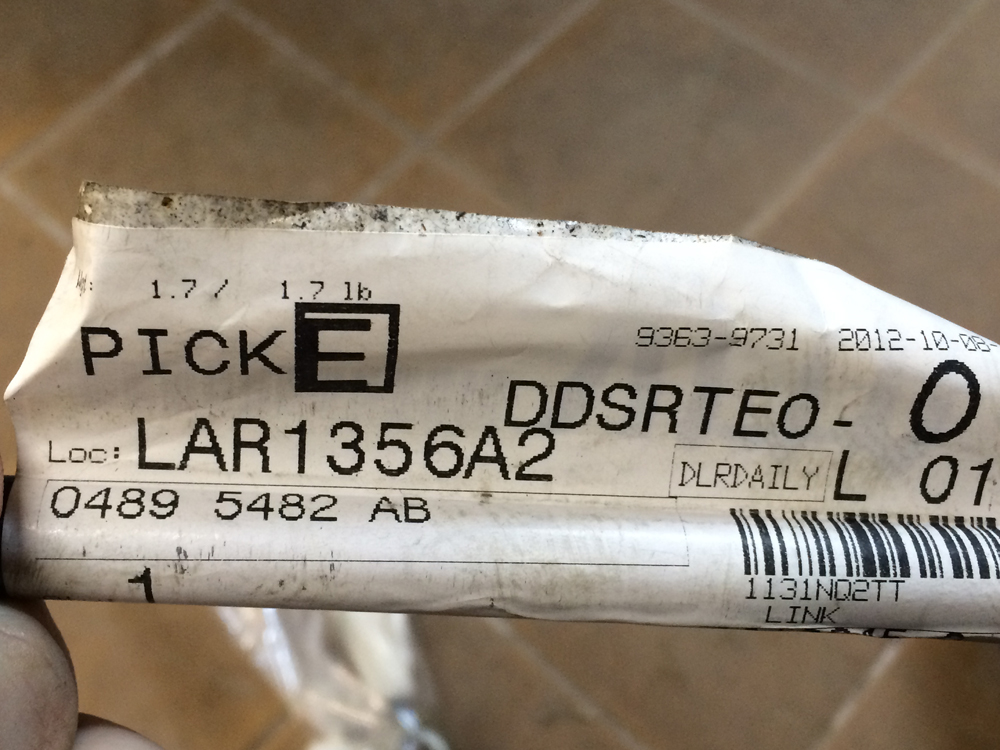 1.7 / 1.7 lb
PICK E
9363-9731 2012-10-08-
DDSRTE0- 0
Loc: LAR1356A2
DLRDAILY L 01
0489 5482 AB
1
1131NQ2TT
LINK